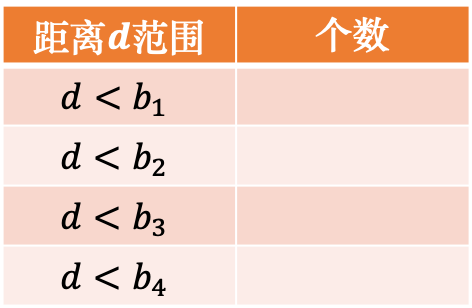 距离d范围 个数
d < b₁
d < b₂
d < b₃
d < b₄